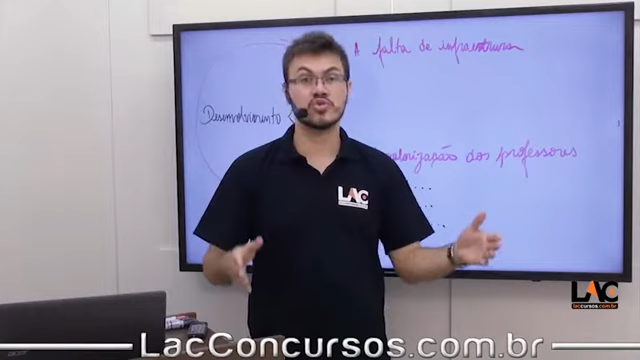 A falta de infraestrutura
Desenvolvimento
valorização dos professores
LAC
LAC
laccursos.com.br
LacConcursos.com.br